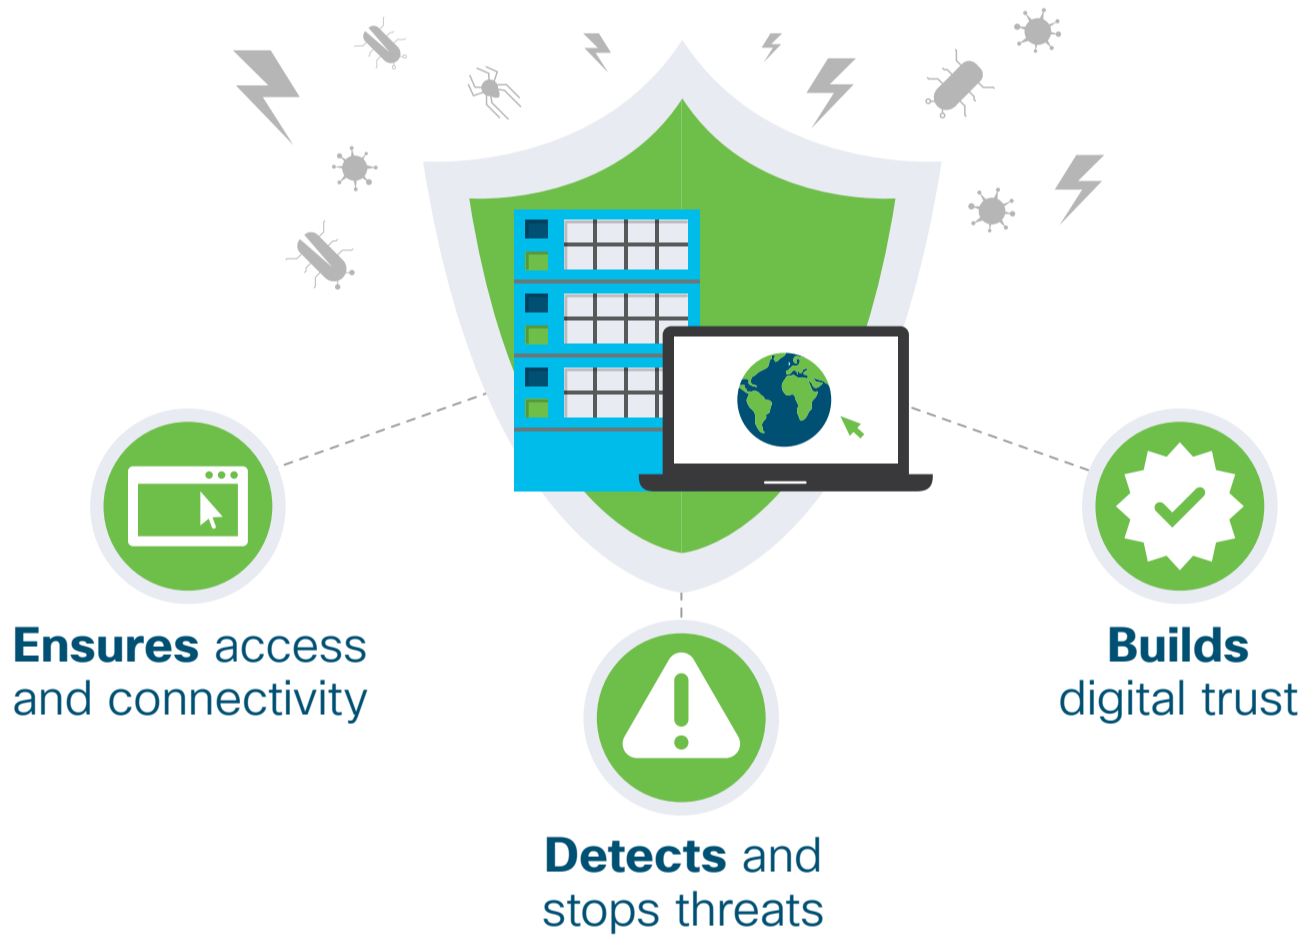 Ensures access
and connectivity
Detects and
stops threats
Builds
digital trust